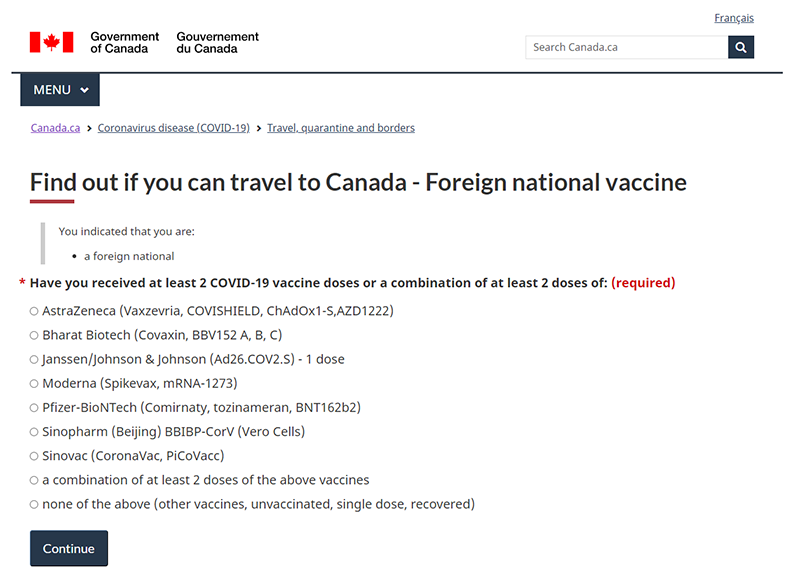 Français
Government of Canada
Gouvernement du Canada
Search Canada.ca
MENU
Canada.ca > Coronavirus disease (COVID-19) > Travel, quarantine and borders
Find out if you can travel to Canada - Foreign national vaccine
You indicated that you are:
• a foreign national
* Have you received at least 2 COVID-19 vaccine doses or a combination of at least 2 doses of: (required)
AstraZeneca (Vaxzevria, COVISHIELD, ChAdOx1-S,AZD1222)
Bharat Biotech (Covaxin, BBV152 A, B, C)
Janssen/Johnson & Johnson (Ad26.COV2.S) - 1 dose
Moderna (Spikevax, mRNA-1273)
Pfizer-BioNTech (Comirnaty, tozinameran, BNT162b2)
Sinopharm (Beijing) BBIBP-CorV (Vero Cells)
Sinovac (CoronaVac, PiCoVacc)
a combination of at least 2 doses of the above vaccines
none of the above (other vaccines, unvaccinated, single dose, recovered)
Continue